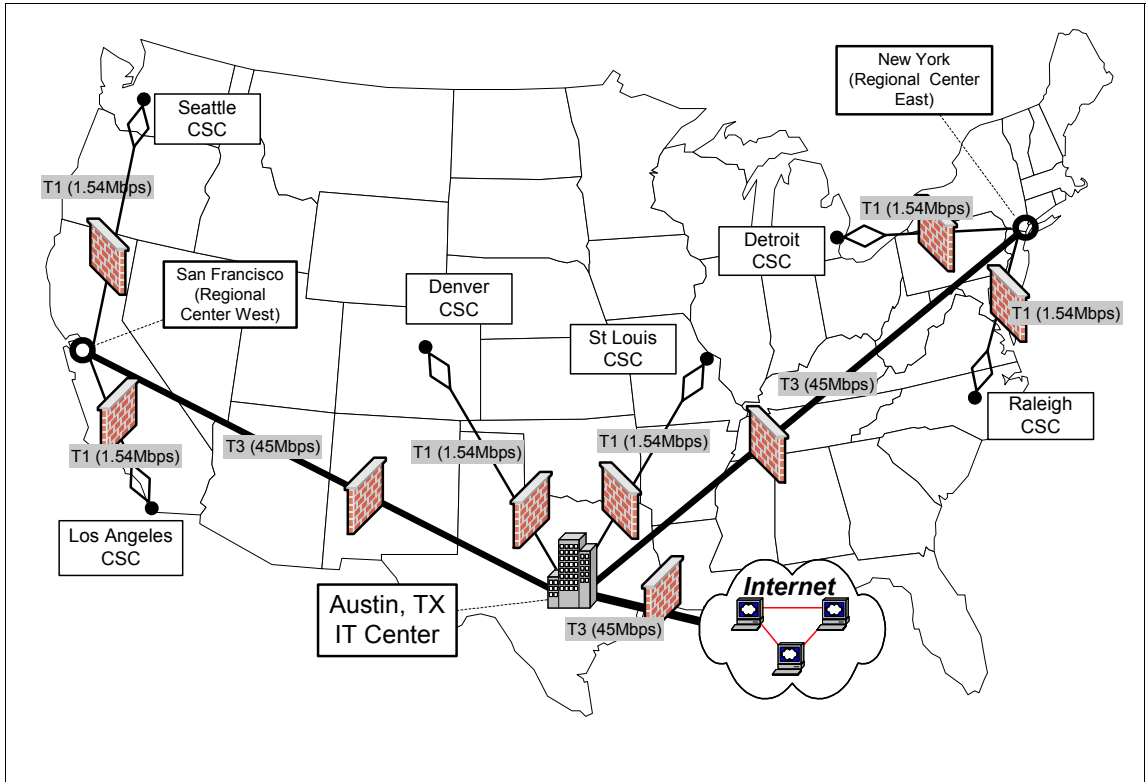 New York
(Regional Center
East)
Seattle
CSC
T1 (1.54Mbps)
T1 (1.54Mbps)
Detroit
CSC
San Francisco
(Regional
Center West)
Denver
CSC
T1 (1.54Mbps)
St Louis
CSC
T3 (45Mbps)
Raleigh
CSC
T1 (1.54Mbps)
T3 (45Mbps)
T1 (1.54Mbps)
T1 (1.54Mbps)
Los Angeles
CSC
Internet
Austin, TX
IT Center
T3 (45Mbps)